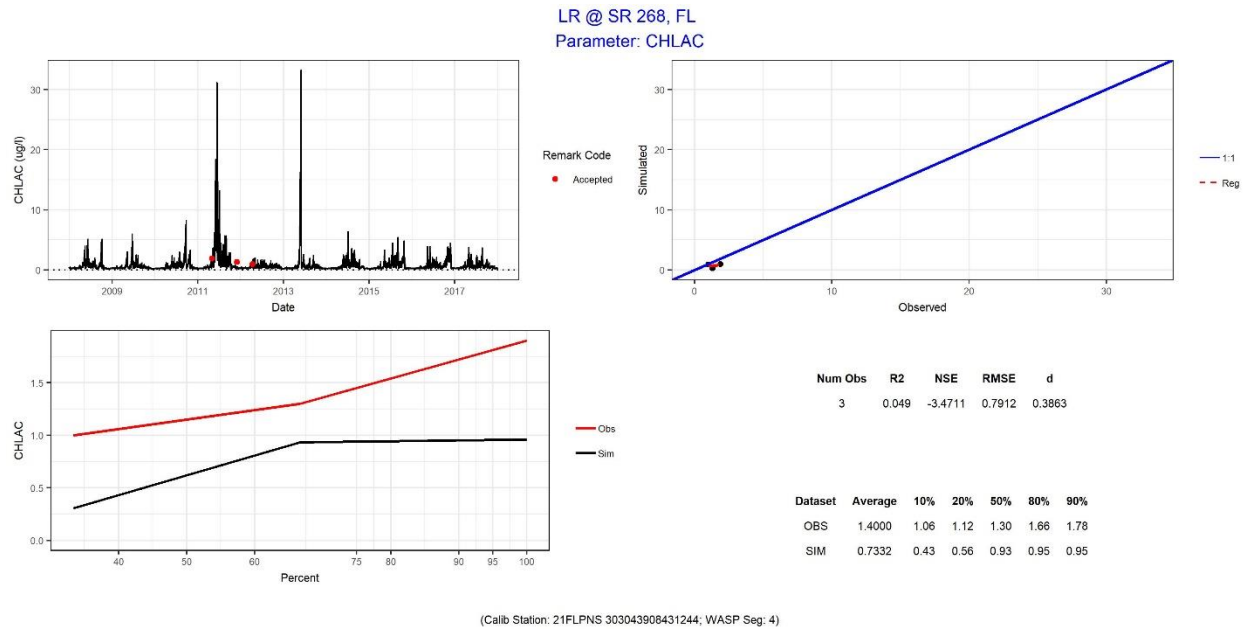 LR @ SR 268, FL
Parameter: CHLAC
30
20
10
0
CHLAC (ug/l)
2009 2011 2013 2015 2017
Date
Remark Code
Accepted
30
20
10
0
Simulated
0 10 20 30
Observed
1:1
Reg
1.5
1.0
0.5
0.0
CHLAC
40 50 60 75 80 90 95 100
Percent
Obs
Sim
Num Obs R2 NSE RMSE d
3 0.049 -3.4711 0.7912 0.3863
Dataset Average 10% 20% 50% 80% 90%
OBS 1.4000 1.06 1.12 1.30 1.66 1.78
SIM 0.7332 0.43 0.56 0.93 0.95 0.95
(Calib Station: 21FLPNS 303043908431244; WASP Seg: 4)